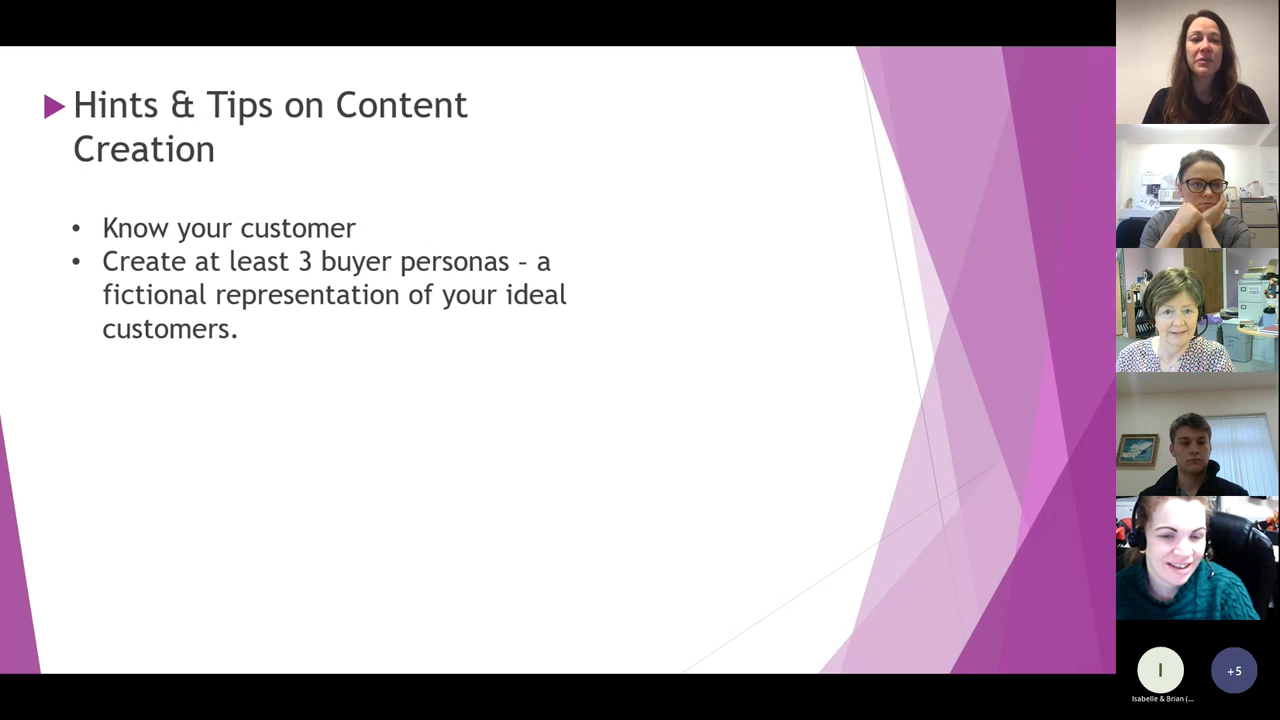 Hints & Tips on Content
Creation
• Know your customer
• Create at least 3 buyer personas – a
fictional representation of your ideal
customers.
I
+5
Isabelle & Brian (...